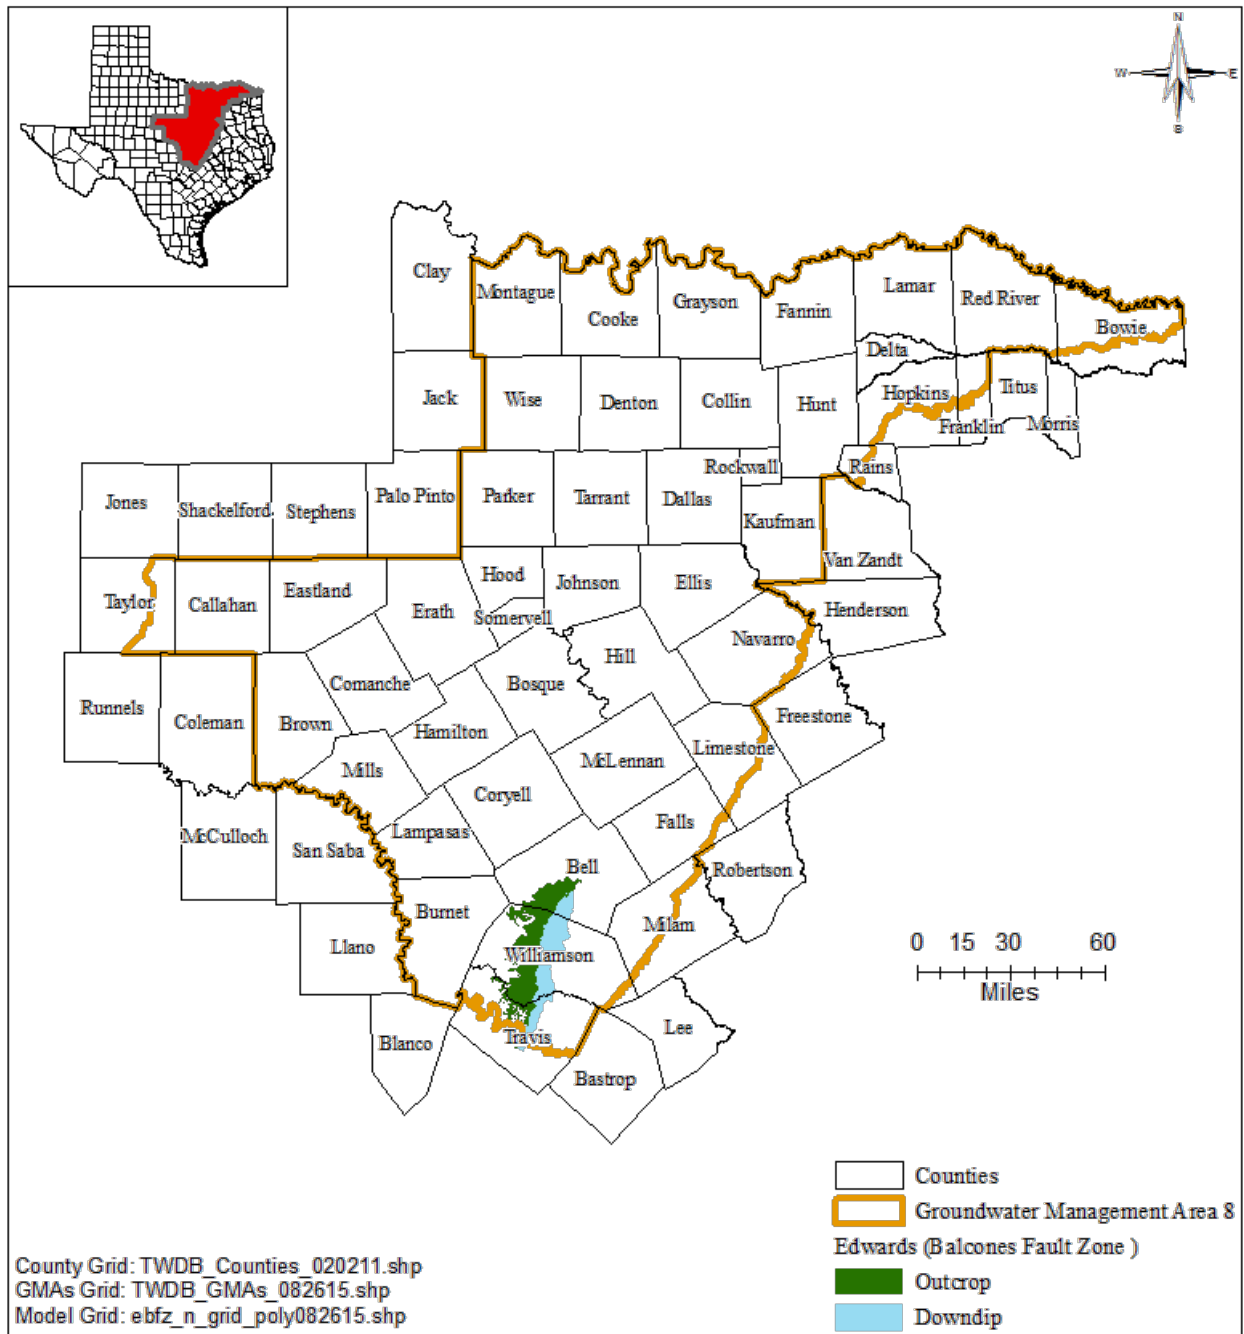 N
W E
S
Clay
Montague
Cooke
Grayson
Fannin
Lamar
Red River
Bowie
Delta
Jack
Wise
Denton
Collin
Hunt
Hopkins
Titus
Franklin
Morris
Rockwall
Rains
Jones
Shackelford
Stephens
Palo Pinto
Parker
Tarrant
Dallas
Kaufman
Van Zandt
Taylor
Callahan
Eastland
Erath
Hood
Johnson
Ellis
Somervell
Henderson
Navarro
Hill
Comanche
Bosque
Runnels
Coleman
Brown
Hamilton
Freestone
Limestone
McLennan
Mills
Coryell
McCulloch
San Saba
Lampasas
Falls
Bell
Robertson
Burnet
Milam
Llano
Williamson
0 15 30 60
Miles
Travis
Lee
Blanco
Bastrop
Counties
Groundwater Management Area 8
Edwards (Balcones Fault Zone )
Outcrop
Downdip
County Grid: TWDB_Counties_020211.shp
GMAs Grid: TWDB_GMAs_082615.shp
Model Grid: ebfz_n_grid_poly082615.shp